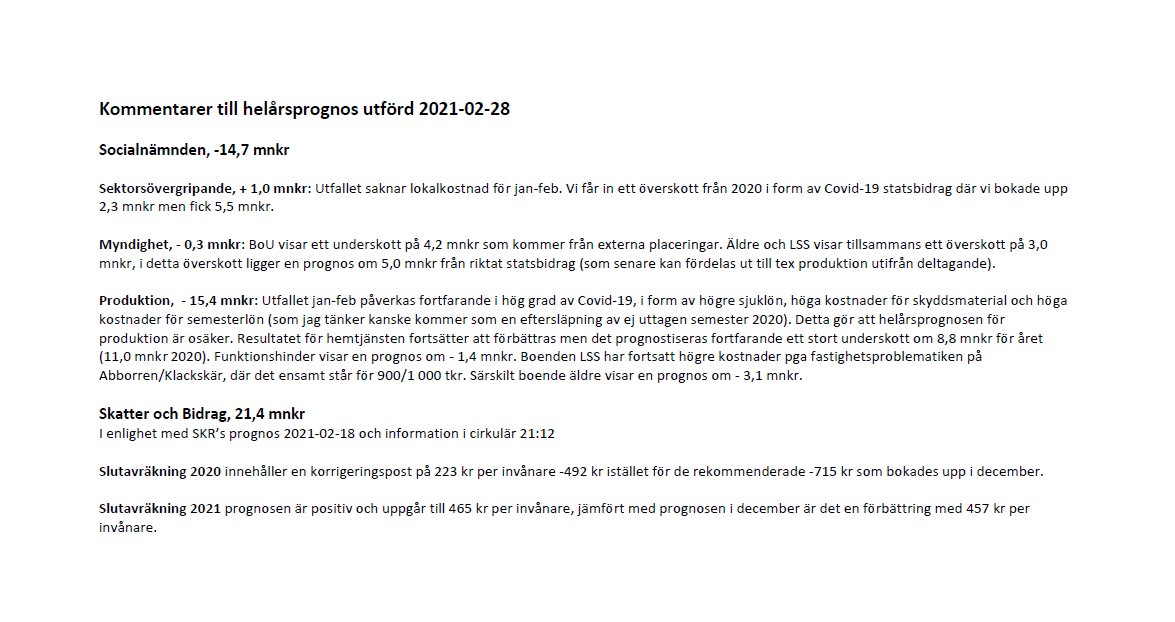 Kommentarer till helårsprognos utförd 2021-02-28
Socialnämnden, -14,7 mnkr
Sektorsövergripande, + 1,0 mnkr: Utfallet saknar lokalkostnad för jan-feb. Vi får in ett överskott från 2020 i form av Covid-19 statsbidrag där vi bokade upp
2,3 mnkr men fick 5,5 mnkr.
Myndighet, - 0,3 mnkr: BoU visar ett underskott på 4,2 mnkr som kommer från externa placeringar. Äldre och LSS visar tillsammans ett överskott på 3,0
mnkr, i detta överskott ligger en prognos om 5,0 mnkr från riktat statsbidrag (som senare kan fördelas ut till tex produktion utifrån deltagande).
Produktion,  - 15,4 mnkr: Utfallet jan-feb påverkas fortfarande i hög grad av Covid-19, i form av högre sjuklön, höga kostnader för skyddsmaterial och höga
kostnader för semesterlön (som jag tänker kanske kommer som en eftersläpning av ej uttagen semester 2020). Detta gör att helårsprognosen för
produktion är osäker. Resultatet för hemtjänsten fortsätter att förbättras men det prognostiseras fortfarande ett stort underskott om 8,8 mnkr för året
(11,0 mnkr 2020). Funktionshinder visar en prognos om - 1,4 mnkr. Boenden LSS har fortsatt högre kostnader pga fastighetsproblematiken på
Abborren/Klackskär, där det ensamt står för 900/1 000 tkr. Särskilt boende äldre visar en prognos om - 3,1 mnkr.
Skatter och Bidrag, 21,4 mnkr
I enlighet med SKR's prognos 2021-02-18 och information i cirkulär 21:12
Slutavräkning 2020 innehåller en korrigeringspost på 223 kr per invånare -492 kr istället för de rekommenderade -715 kr som bokades upp i december.
Slutavräkning 2021 prognosen är positiv och uppgår till 465 kr per invånare, jämfört med prognosen i december är det en förbättring med 457 kr per
invånare.